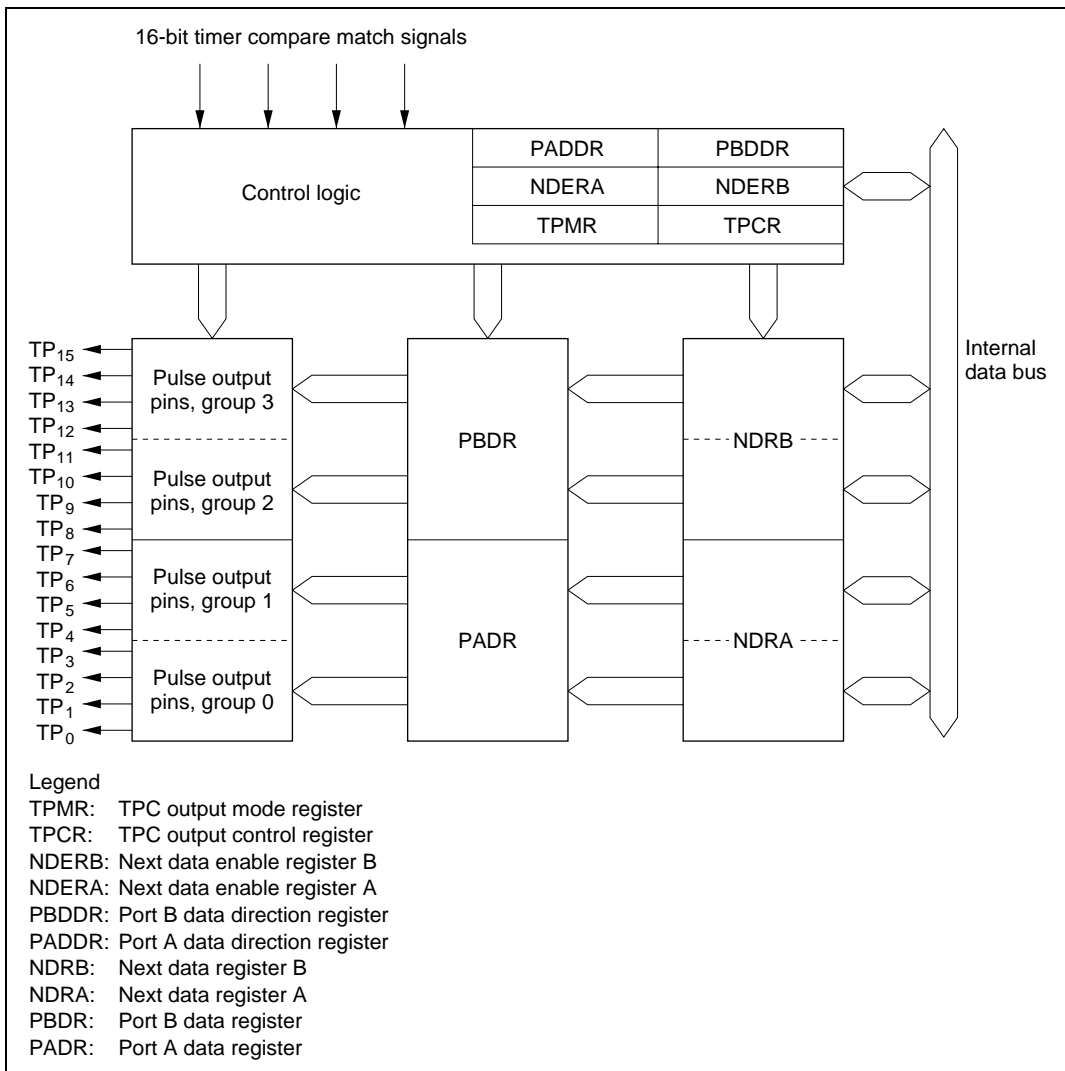 16-bit timer compare match signals
Control logic
PADDR PBDDR
NDERA NDERB
TPMR TPCR
Internal
data bus
TP15
TP14
TP13
TP12
TP11
TP10
TP9
TP8
TP7
TP6
TP5
TP4
TP3
TP2
TP1
TP0
Pulse output
pins, group 3
Pulse output
pins, group 2
Pulse output
pins, group 1
Pulse output
pins, group 0
PBDR
PADR
NDRB
NDRA
Legend
TPMR: TPC output mode register
TPCR: TPC output control register
NDERB: Next data enable register B
NDERA: Next data enable register A
PBDDR: Port B data direction register
PADDR: Port A data direction register
NDRB: Next data register B
NDRA: Next data register A
PBDR: Port B data register
PADR: Port A data register